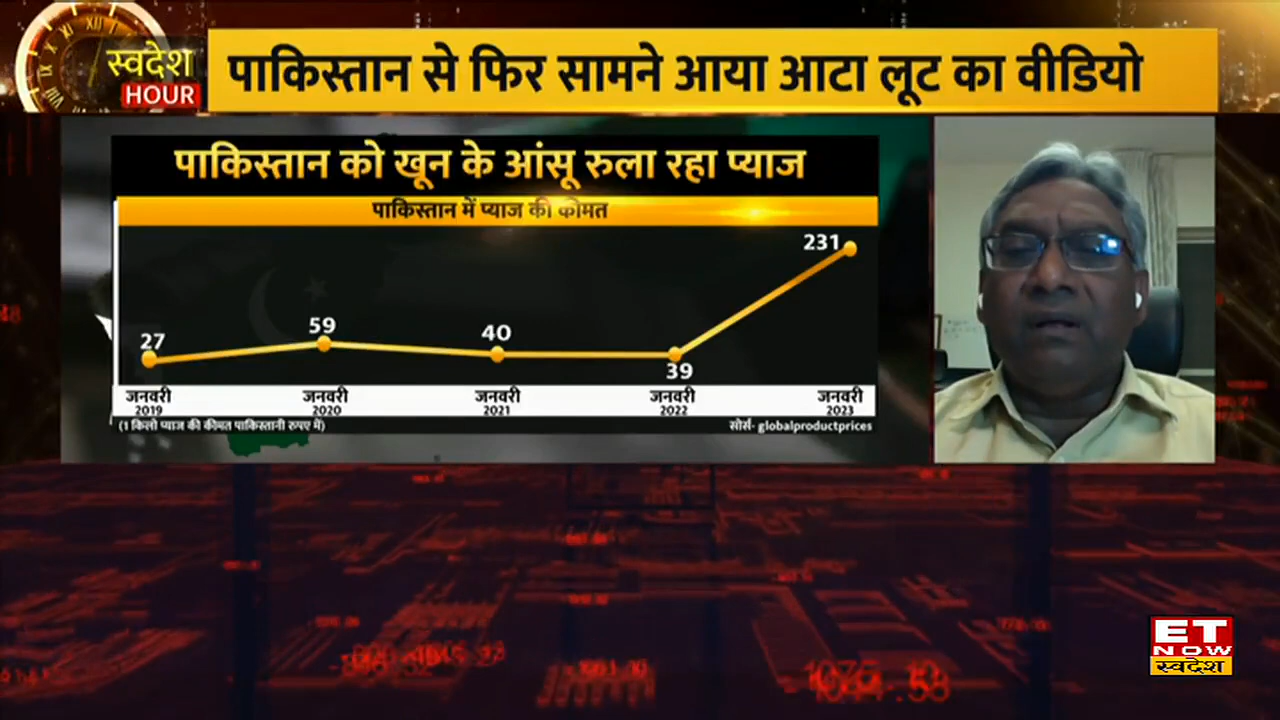 स्वदेश
HOUR
पाकिस्तान से फिर सामने आया आटा लूट का वीडियो
पाकिस्तान को खून के आंसू रुला रहा प्याज
पाकिस्तान में प्याज की कीमत
231
59
40
27
39
जनवरी जनवरी जनवरी जनवरी जनवरी
2019 2020 2021 2022 2023
(1 किलो प्याज की कीमत पाकिस्तानी रुपए में) सोर्स- globalproductprices
ET
NOW
स्वदेश